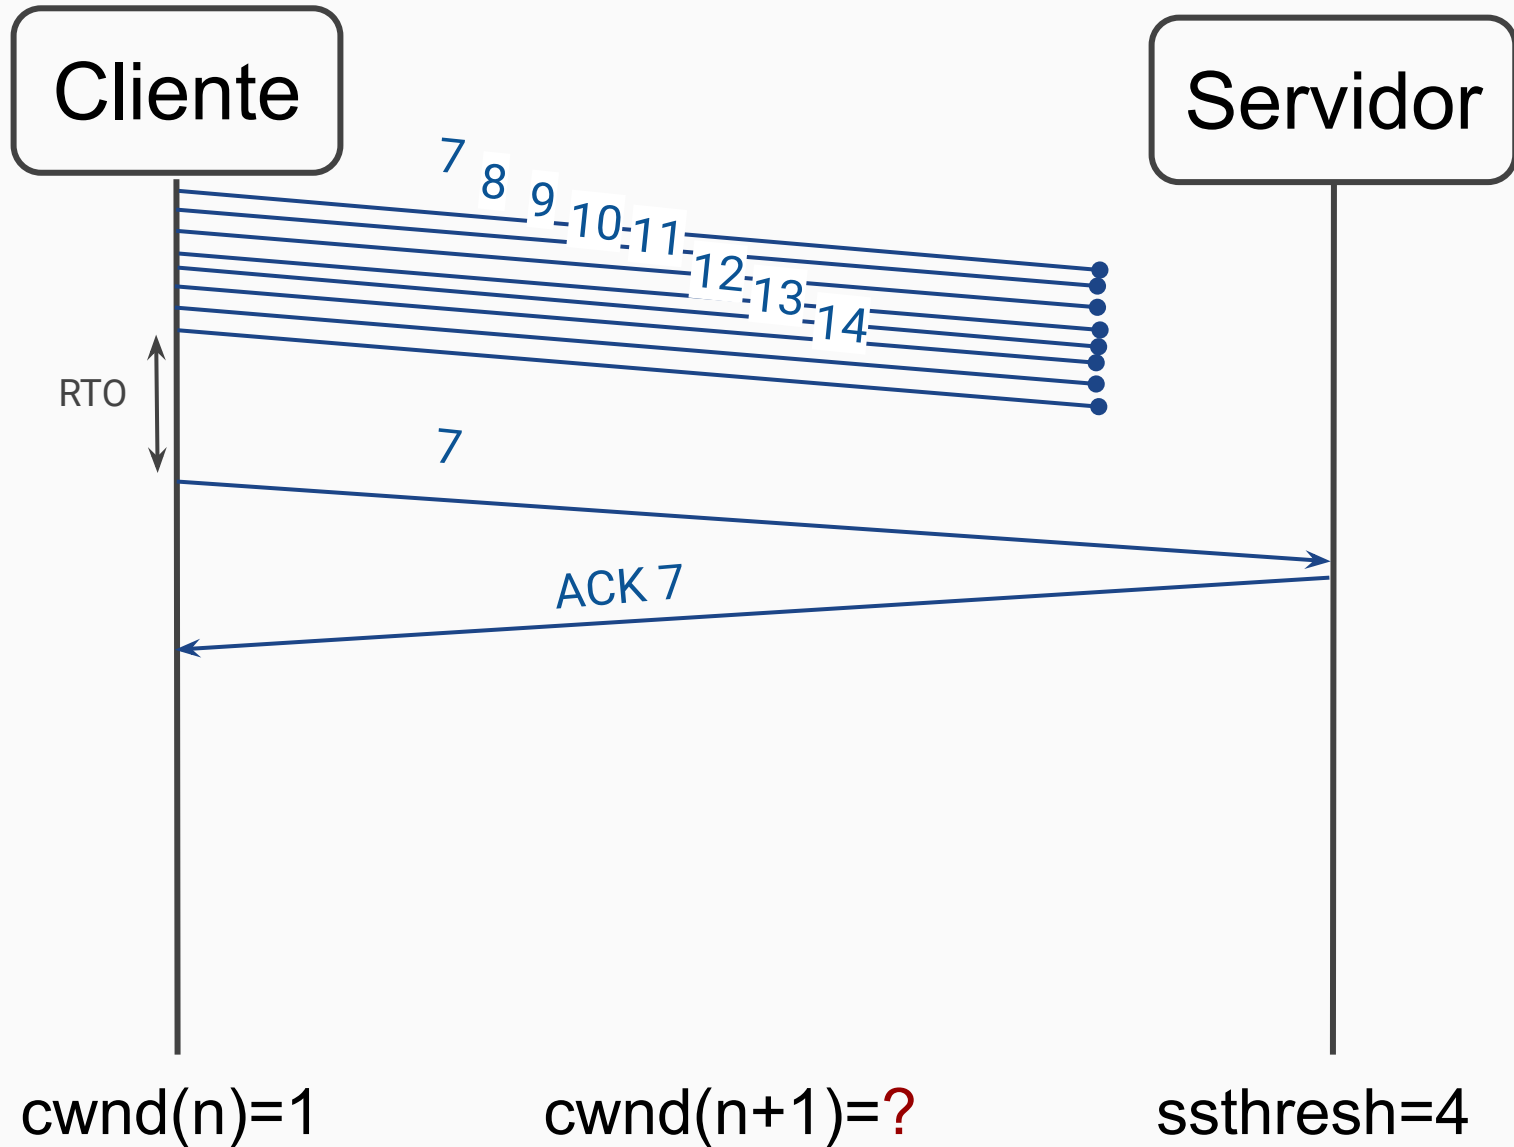 Cliente
Servidor
7
8
9
10
11
12
13
14
RTO
7
ACK 7
cwnd(n)=1
cwnd(n+1)=?
ssthresh=4